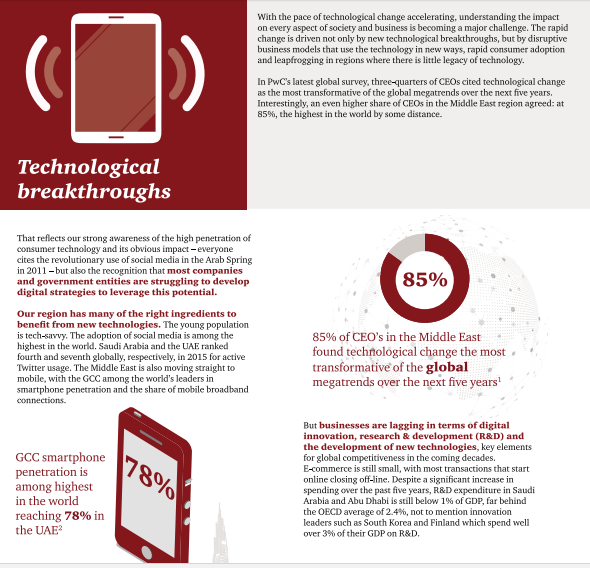 Technological
breakthroughs
With the pace of technological change accelerating, understanding the impact
on every aspect of society and business is becoming a major challenge. The rapid
change is driven not only by new technological breakthroughs, but by disruptive
business models that use the technology in new ways, rapid consumer adoption
and leapfrogging in regions where there is little legacy of technology.
In PwC's latest global survey, three-quarters of CEOs cited technological change
as the most transformative of the global megatrends over the next five years.
Interestingly, an even higher share of CEOs in the Middle East region agreed: at
85%, the highest in the world by some distance.
That reflects our strong awareness of the high penetration of
consumer technology and its obvious impact – everyone
cites the revolutionary use of social media in the Arab Spring
in 2011 – but also the recognition that most companies
and government entities are struggling to develop
digital strategies to leverage this potential.
Our region has many of the right ingredients to
benefit from new technologies. The young population
is tech-savvy. The adoption of social media is among the
highest in the world. Saudi Arabia and the UAE ranked
fourth and seventh globally, respectively, in 2015 for active
Twitter usage. The Middle East is also moving straight to
mobile, with the GCC among the world's leaders in
smartphone penetration and the share of mobile broadband
connections.
GCC smartphone
penetration is
among highest
in the world
reaching 78% in
the UAE²
78%
85%
85% of CEO's in the Middle East
found technological change the most
transformative of the global
megatrends over the next five years¹
But businesses are lagging in terms of digital
innovation, research & development (R&D) and
the development of new technologies, key elements
for global competitiveness in the coming decades.
E-commerce is still small, with most transactions that start
online closing off-line. Despite a significant increase in
spending over the past five years, R&D expenditure in Saudi
Arabia and Abu Dhabi is still below 1% of GDP, far behind
the OECD average of 2.4%, not to mention innovation
leaders such as South Korea and Finland which spend well
over 3% of their GDP on R&D.